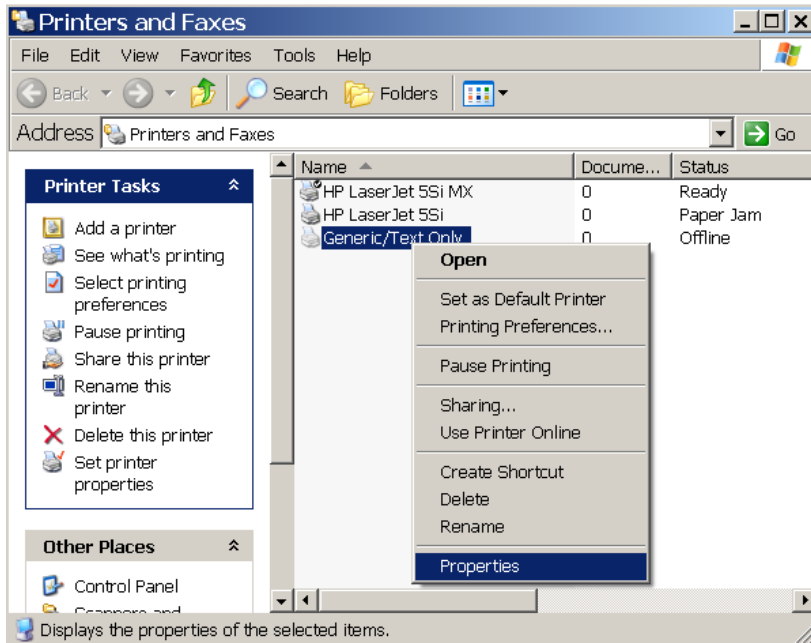 Printers and Faxes
File Edit View Favorites Tools Help
Back Search Folders
Address Printers and Faxes Go
Printer Tasks
Add a printer
See what's printing
Select printing
preferences
Pause printing
Share this printer
Rename this
printer
Delete this printer
Set printer
properties
Other Places
Control Panel
Name Docume... Status
HP LaserJet 5Si MX 0 Ready
HP LaserJet 5Si 0 Paper Jam
Generic/Text Only 0 Offline
Open
Set as Default Printer
Printing Preferences...
Pause Printing
Sharing...
Use Printer Online
Create Shortcut
Delete
Rename
Properties
Displays the properties of the selected items.